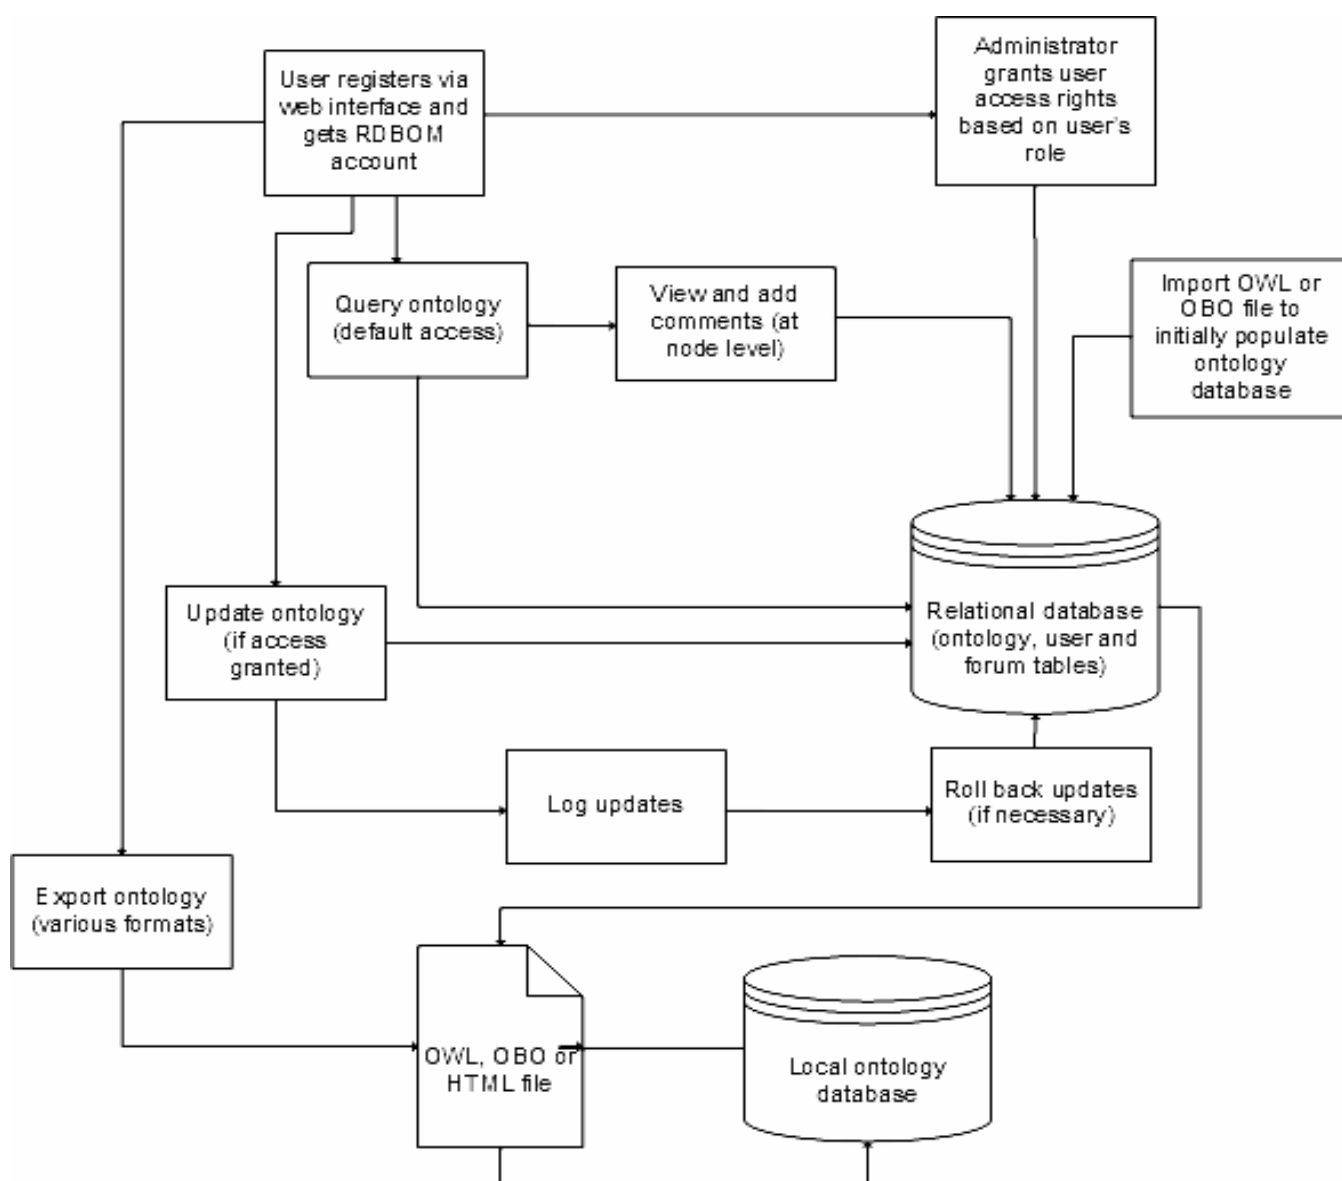 User registers via
web interface and
gets RDBOM
account
Administrator
grants user
access rights
based on user's
role
Query ontology
(default access)
View and add
comments (at
node level)
Import OWL or
OBO file to
initially populate
ontology
database
Update ontology
(if access
granted)
Relational database
(ontology, user and
forum tables)
Log updates
Roll back updates
(if necessary)
Export ontology
(various formats)
OWL, OBO or
HTML file
Local ontology
database